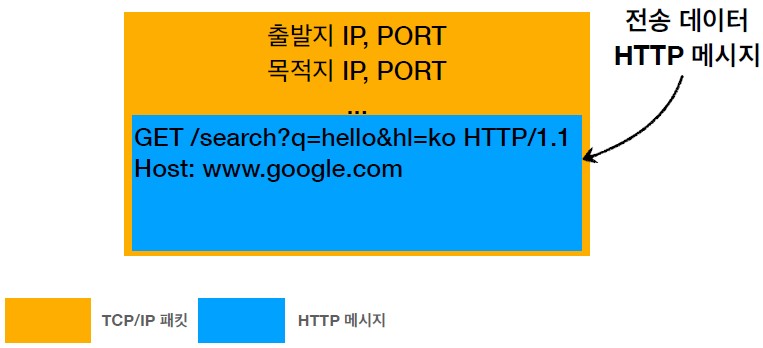 출발지 IP, PORT
목적지 IP, PORT
...
GET /search?q=hello&hl=ko HTTP/1.1
Host: www.google.com
전송 데이터
HTTP 메시지
TCP/IP 패킷
HTTP 메시지